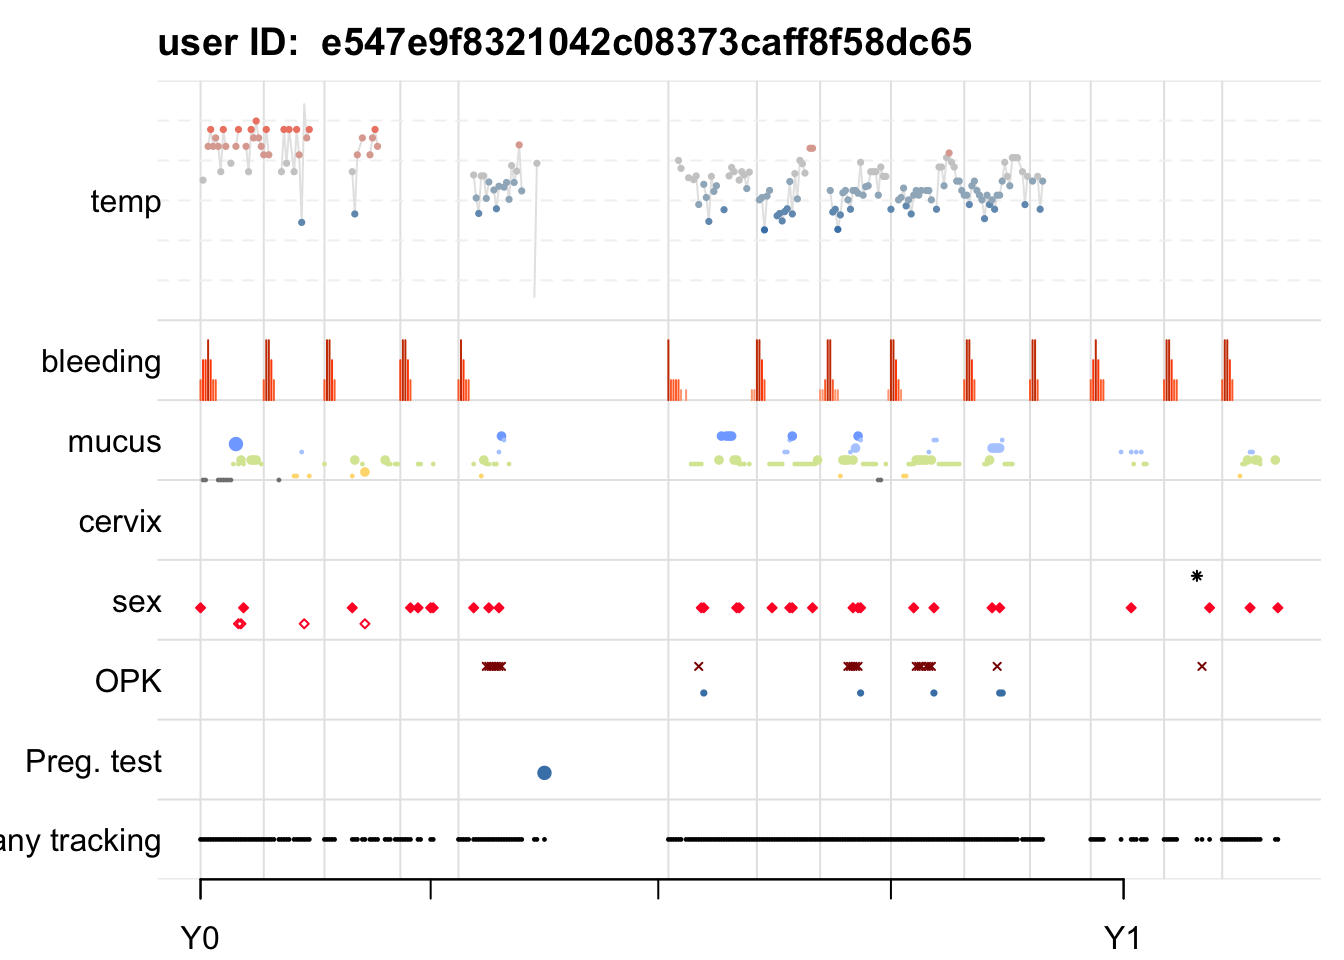 user ID:  e547e9f8321042c08373caff8f58dc65
temp
bleeding
mucus
cervix
sex
OPK
Preg. test
any tracking
Y0 Y1